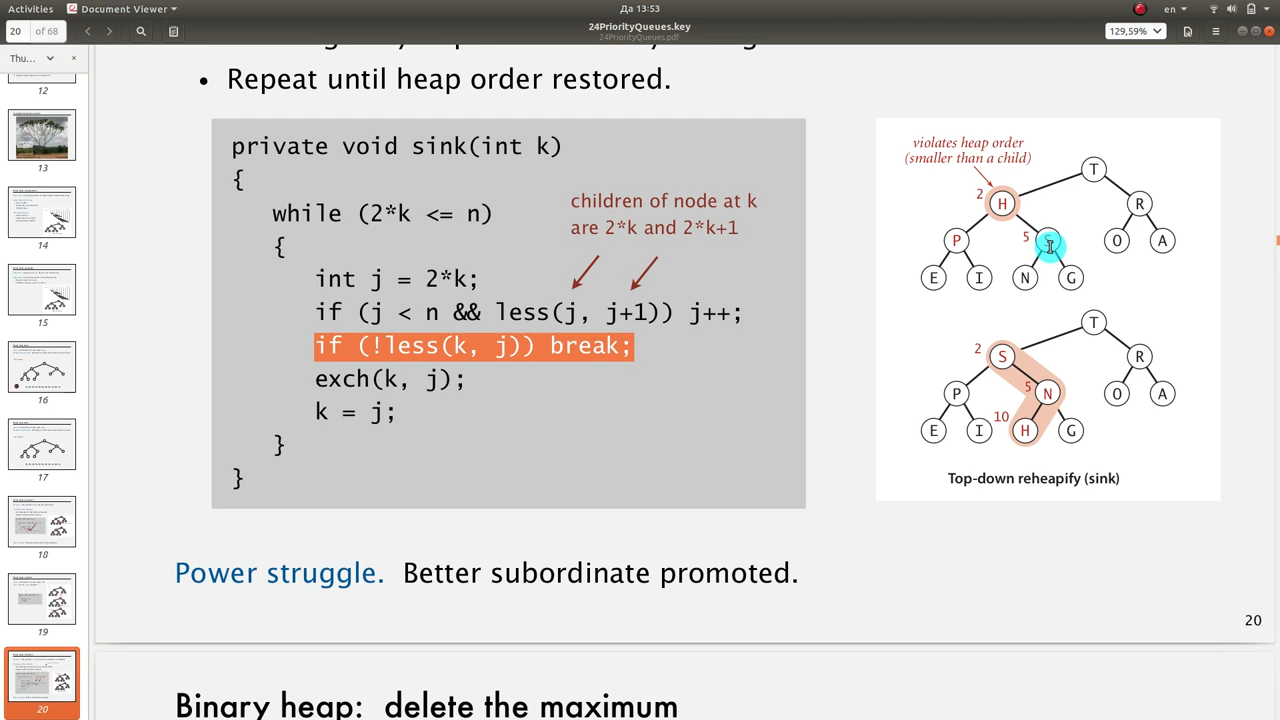 Activities
Document Viewer
Да 13:53
en
20
of 68
24PriorityQueues.key
24PriorityQueues.pdf
129,59%
Thu...
12
13
14
15
16
17
18
19
20
• Repeat until heap order restored.
private void sink(int k)
{
while (2*k <= n)
{
int j = 2*k;
if (j < n && less(j, j+1)) j++;
if (!less(k, j)) break;
exch(k, j);
k = j;
}
}
children of node at k
are 2*k and 2*k+1
violates heap order
(smaller than a child)
T
2 H R
P 5 S O A
E I N G
T
2 S R
P 5 N O A
E I 10 H G
Top-down reheapify (sink)
Power struggle. Better subordinate promoted.
20
Binary heap: delete the maximum